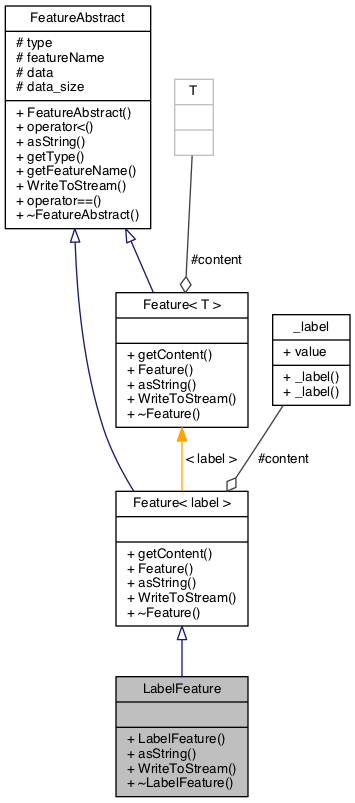 FeatureAbstract
# type
# featureName
# data
# data_size
+ FeatureAbstract()
+ operator<()
+ asString()
+ getType()
+ getFeatureName()
+ WriteToStream()
+ operator==()
+ ~FeatureAbstract()
T
#content
Feature< T >
+ getContent()
+ Feature()
+ asString()
+ WriteToStream()
+ ~Feature()
_label
+ value
+ _label()
+ _label()
< label >
#content
Feature< label >
+ getContent()
+ Feature()
+ asString()
+ WriteToStream()
+ ~Feature()
LabelFeature
+ LabelFeature()
+ asString()
+ WriteToStream()
+ ~LabelFeature()